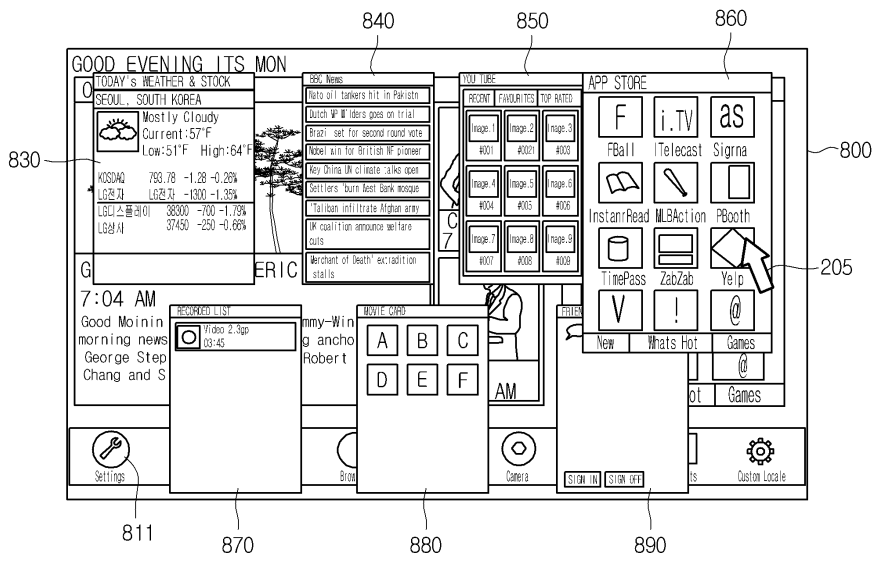 840
850
860
830
800
205
811
870
880
890
GOOD EVENING ITS MON
O
TODAY's WEATHER & STOCK
SEOUL, SOUTH KOREA
Mostly Cloudy
Current:57°F
Low:51°F High:64°F
KOSDAQ 793.78 -1.28 -0.26%
LG전자 LG전자 -1300 -1.35%
LG디스플레이 38300 -700 -1.79%
LG상사 37450 -250 -0.66%
BBC News
Nato oil tankers hit in Pakistn
Dutch MP W'lders goes on trial
Brazi set for second round vote
Nobel win for British NF pioneer
Key China UN climate :alks open
Settlers 'burn Aest Bank mosque
'Taliban infiltrate Afghan army
UK coalition announce welfare
cuts
Merchant of Death' extradition
stalls
YOU TUBE
RECENT FAVOURITES TOP RATED
Image.1 Image.2 Image.3
#001 #0021 #003
Image.4 Image.5 Image.6
#004 #005 #006
Image.7 Image.8 Image.9
#007 #008 #009
APP STORE
F i.TV as
FBall ITelecast Sigrna
InstanrRead MLBAction PBooth
TimePass ZabZab Yelp
V ! @
New Whats Hot Games
C
7
G
ERIC
7:04 AM
Good Moinin
mmy-Win
morning news
g ancho
George Step
Robert
Chang and S
RECORDED LIST
Video 2.3gp
03:45
MOVIE CARD
A B C
D E F
AM
FRIEN
SIGN IN SIGN OFF
@
ot Games
Settings
Brow
Camera
ts
Custom Locale